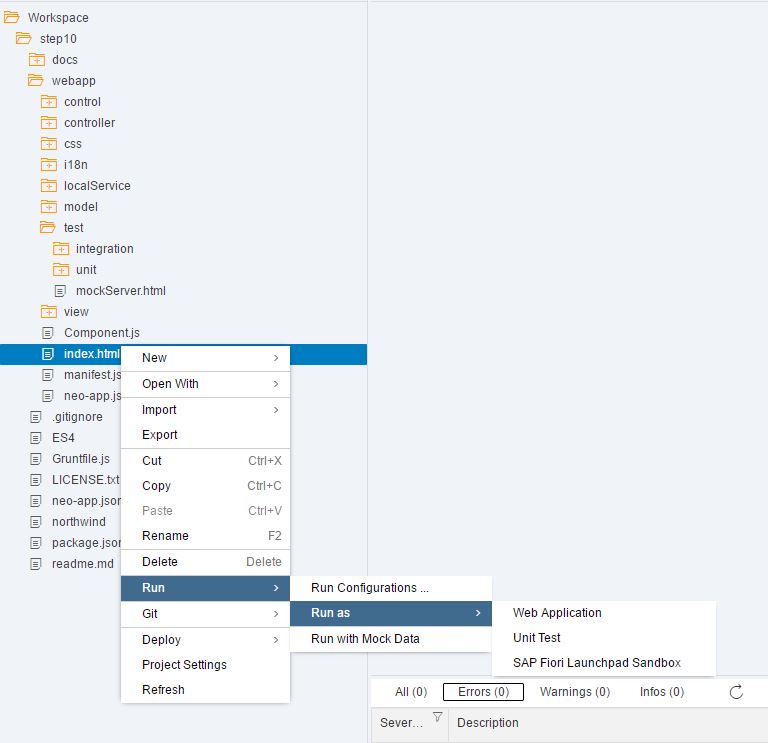 Workspace
step10
docs
webapp
control
controller
css
i18n
localService
model
test
integration
unit
mockServer.html
view
Component.js
index.html
manifest.js
neo-app.js
.gitignore
ES4
Gruntfile.js
LICENSE.txt
neo-app.json
northwind
package.json
readme.md
New
Open With
Import
Export
Cut Ctrl+X
Copy Ctrl+C
Paste Ctrl+V
Rename F2
Delete Delete
Run
Git
Deploy
Project Settings
Refresh
Run Configurations ...
Run as
Run with Mock Data
Web Application
Unit Test
SAP Fiori Launchpad Sandbox
All (0) Errors (0) Warnings (0) Infos (0)
Sever... Description